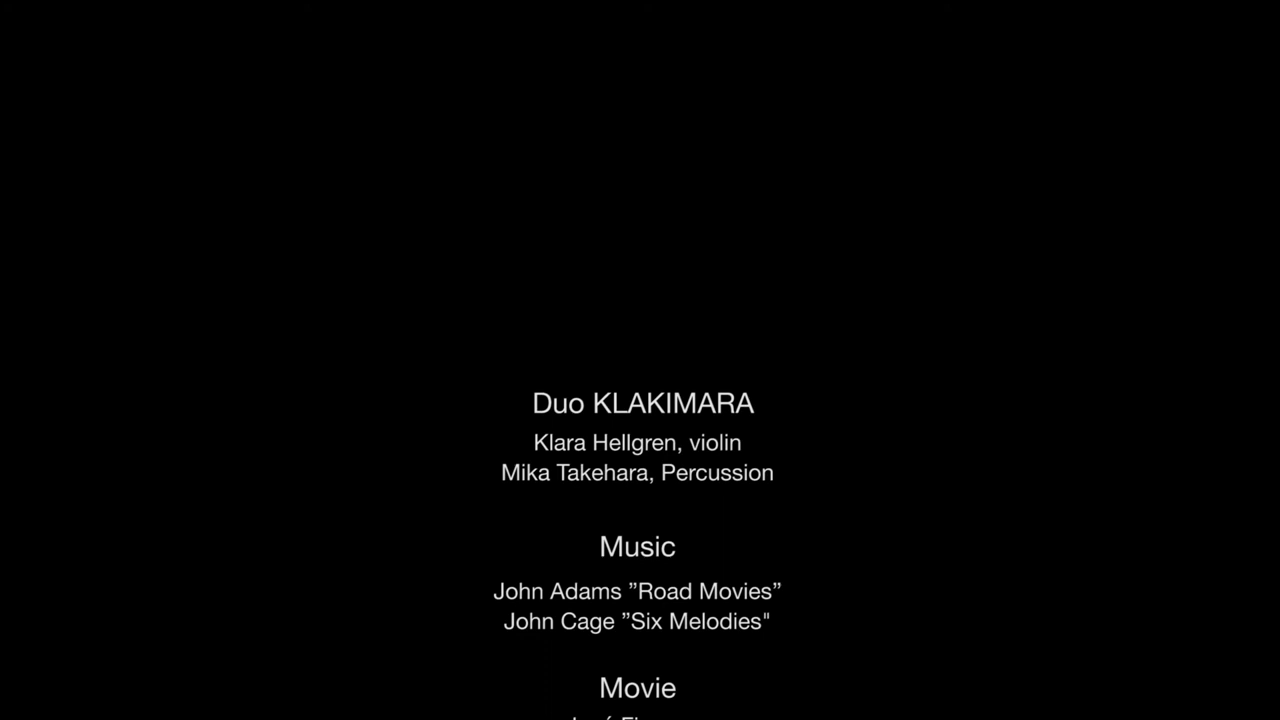 Duo KLAKIMARA
Klara Hellgren, violin
Mika Takehara, Percussion
Music
John Adams ”Road Movies”
John Cage ”Six Melodies"
Movie